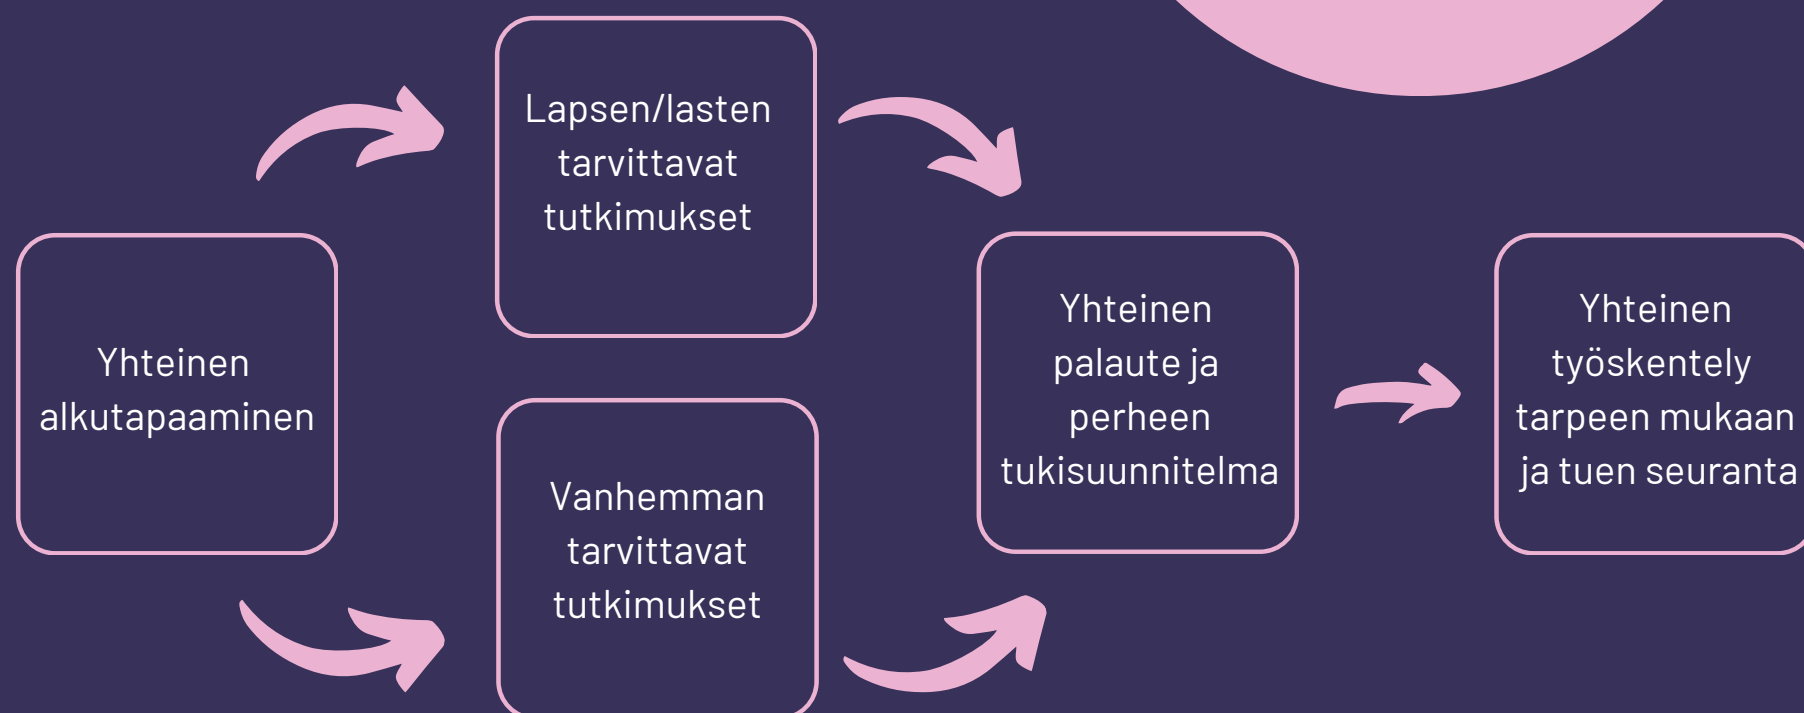 Yhteinen
alkutapaaminen
Lapsen/lasten
tarvittavat
tutkimukset
Vanhemman
tarvittavat
tutkimukset
Yhteinen
palaute ja
perheen
tukisuunnitelma
Yhteinen
työskentely
tarpeen mukaan
ja tuen seuranta